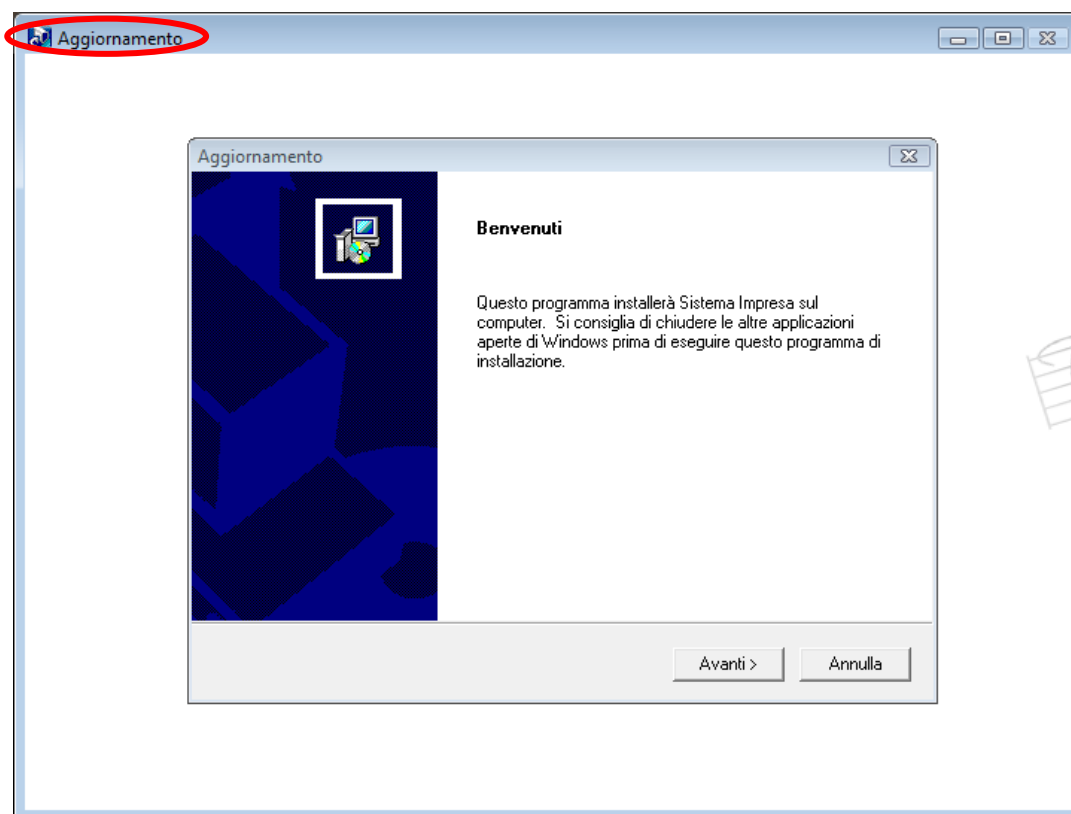 Aggiornamento
Aggiornamento
Benvenuti
Questo programma installerà Sistema Impresa sul
computer. Si consiglia di chiudere le altre applicazioni
aperte di Windows prima di eseguire questo programma di
installazione.
Avanti >
Annulla